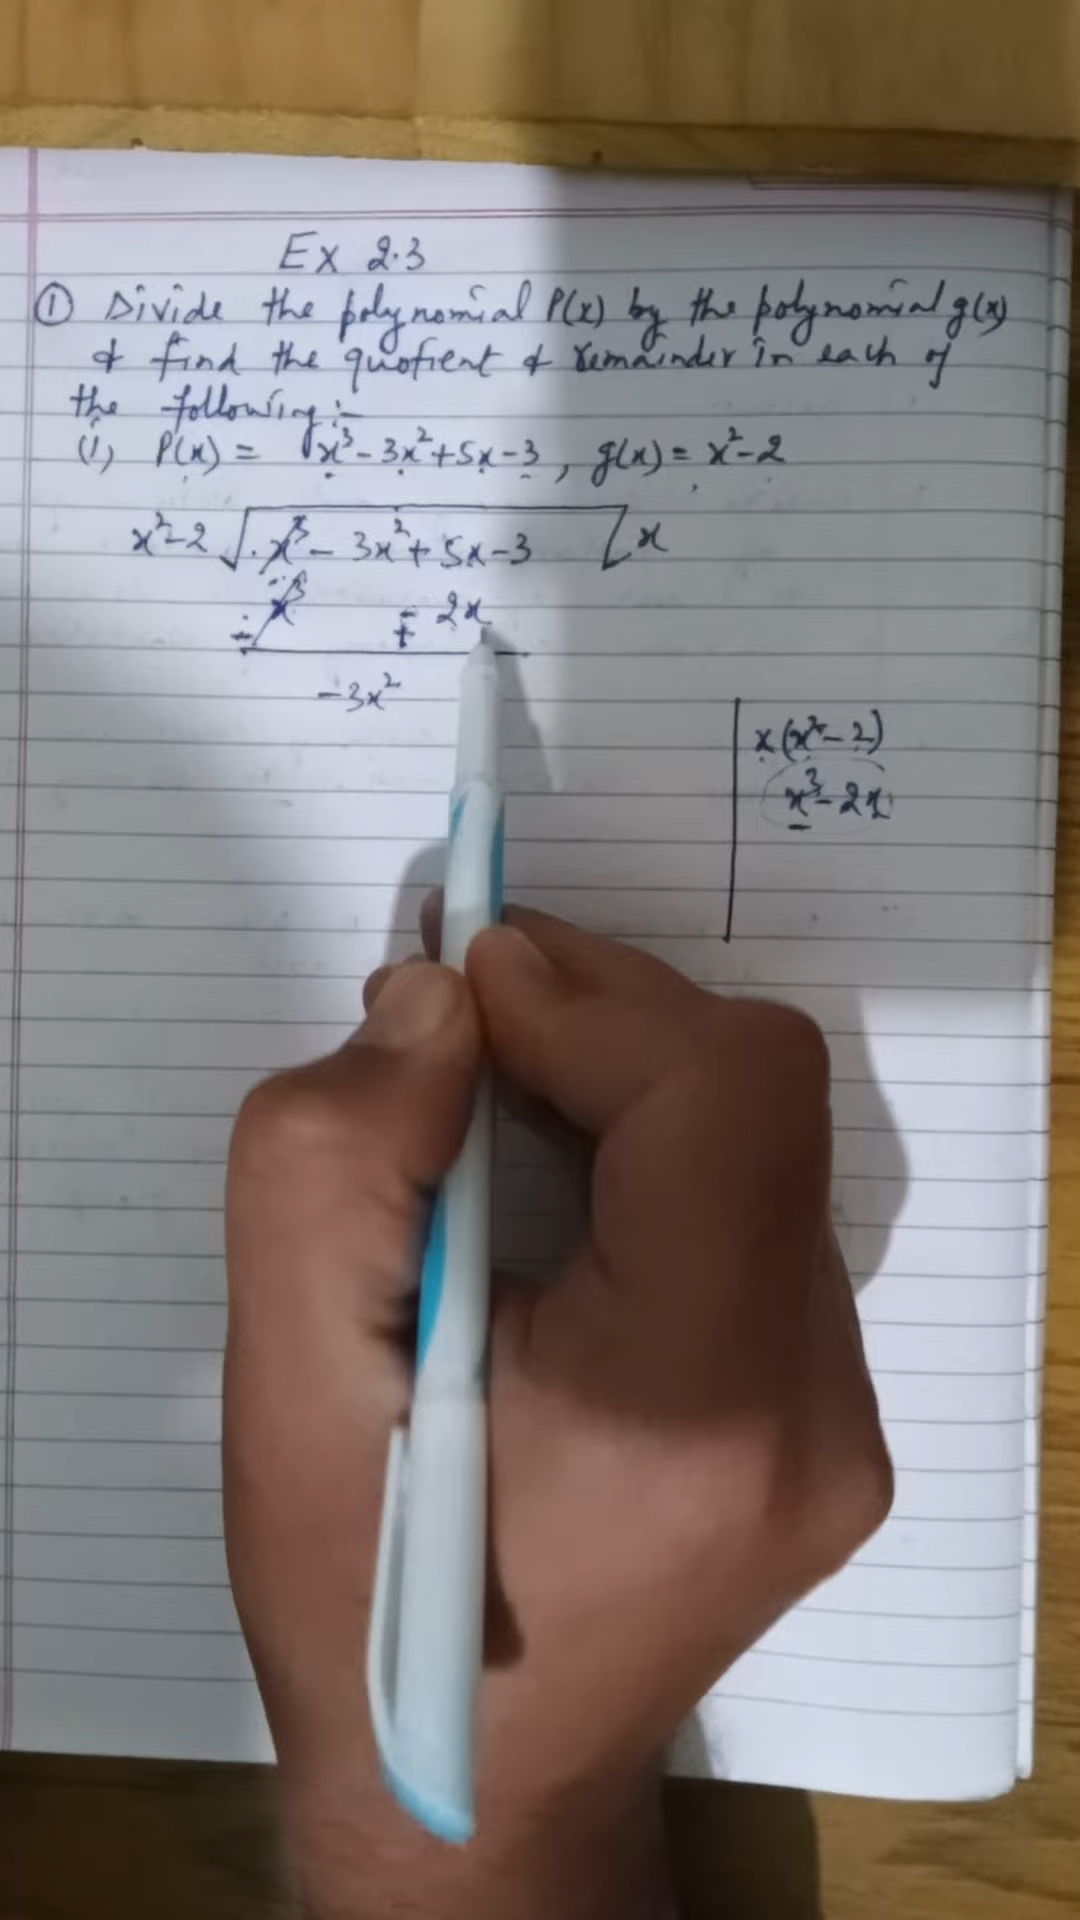 Ex 2.3
① Divide the polynomial P(x) by the polynomial g(x)
& find the quotient & remainder in each of
the following:-
(i) P(x) = x³-3x²+5x-3, g(x) = x²-2
x²-2 √x³-3x²+5x-3 [x
x³ - 2x
- +
-3x²
x(x²-2)
x³-2x